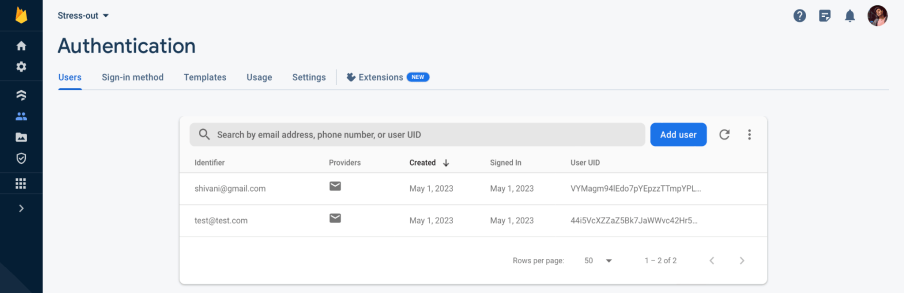 Stress-out
Authentication
Users Sign-in method Templates Usage Settings Extensions NEW
Search by email address, phone number, or user UID Add user
Identifier Providers Created Signed In User UID
shivani@gmail.com May 1, 2023 May 1, 2023 VYMagm94lEdo7pYEpzzTTmpYPL...
test@test.com May 1, 2023 May 1, 2023 44i5VcXZZaZ5Bk7JaWWvc42Hr5...
Rows per page: 50 1 – 2 of 2